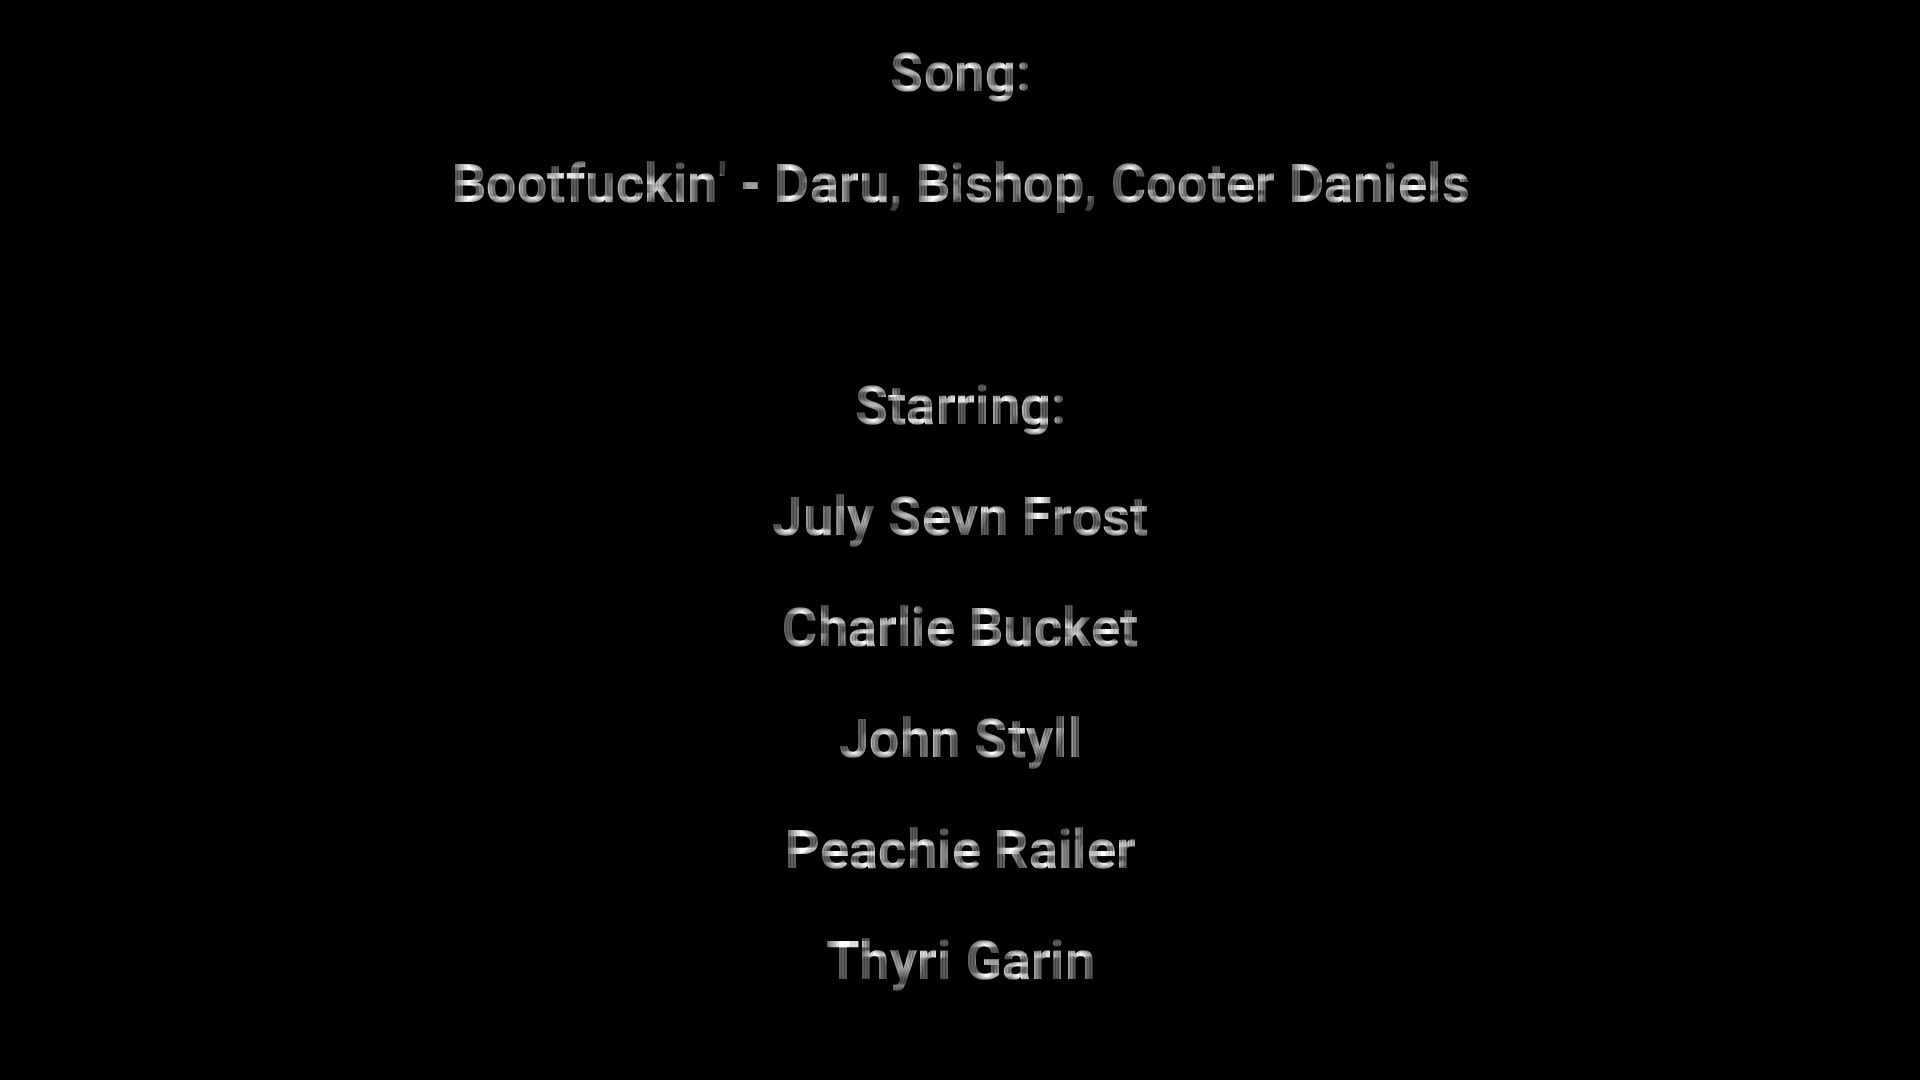 Song:
Bootfuckin' - Daru, Bishop, Cooter Daniels
Starring:
July Sevn Frost
Charlie Bucket
John Styll
Peachie Railer
Thyri Garin